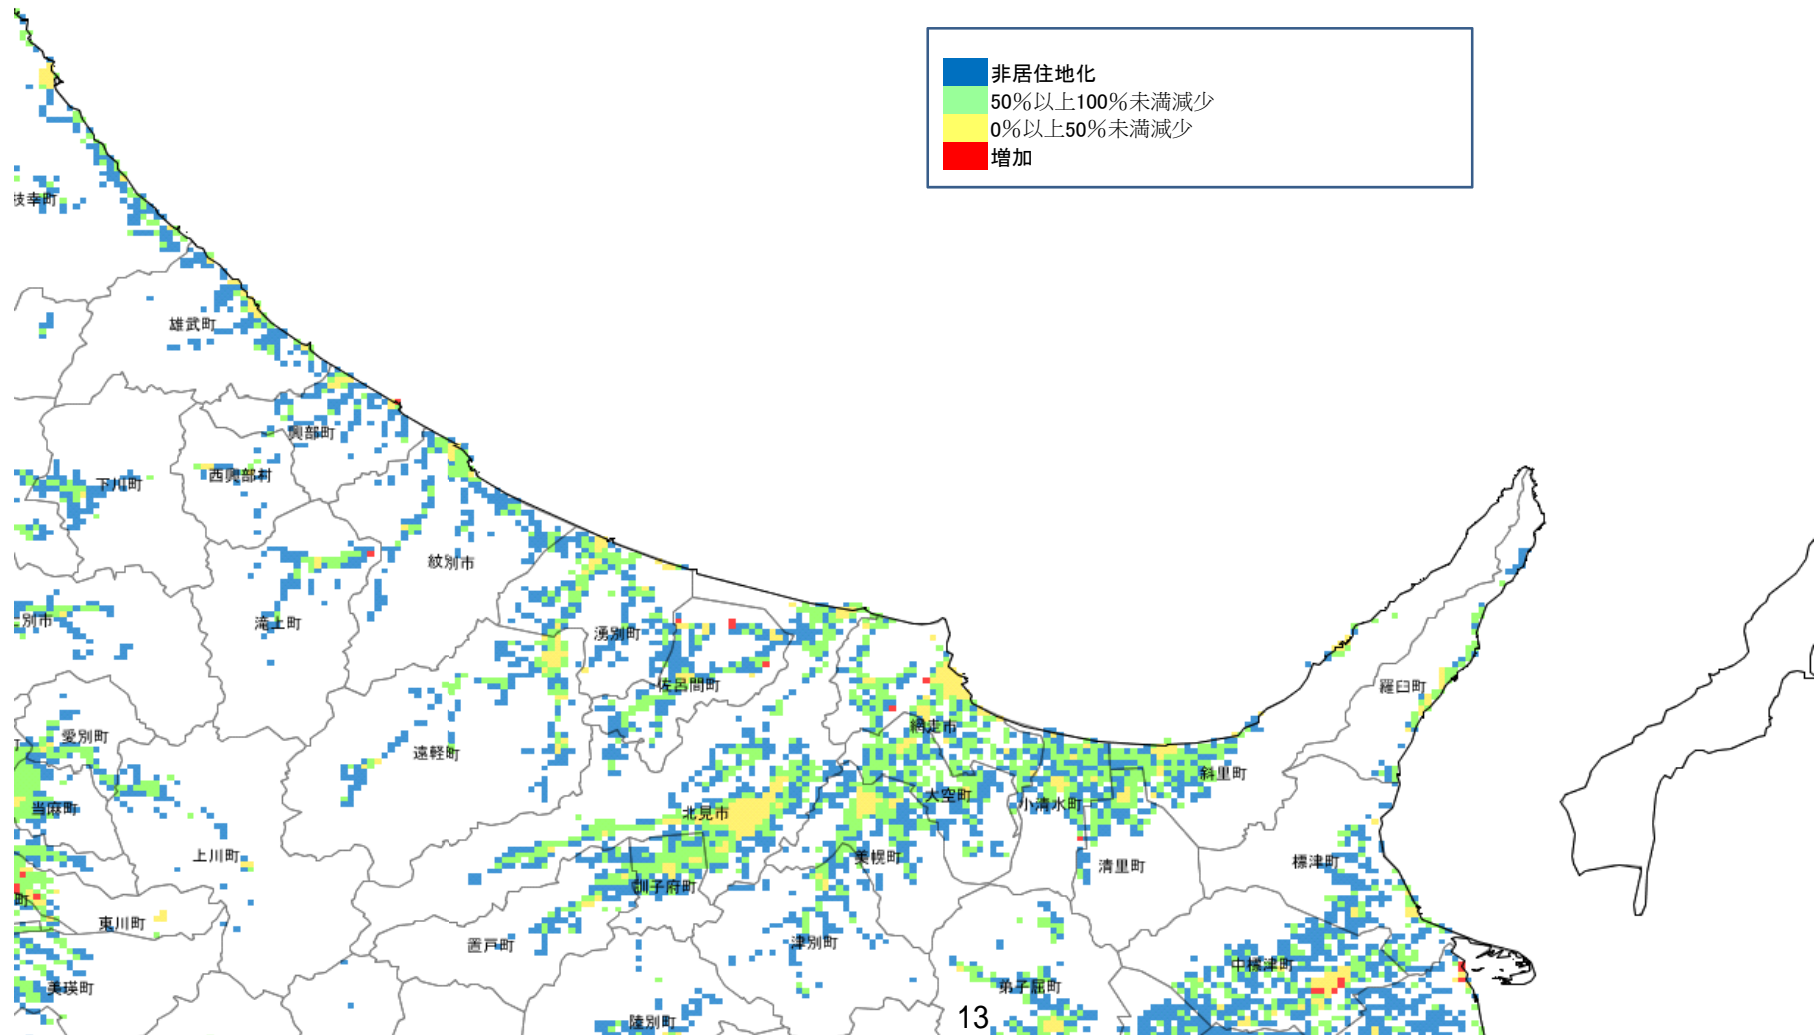 非居住地化
50％以上100％未満減少
0％以上50％未満減少
増加
枝幸町
雄武町
興部町
西興部村
下川町
紋別市
別市
滝上町
湧別町
佐呂間町
羅臼町
網走市
愛別町
遠軽町
斜里町
大空町
小清水町
当麻町
北見市
上川町
美幌町
清里町
標津町
訓子府町
町
東川町
置戸町
津別町
中標津町
美瑛町
弟子屈町
陸別町
13